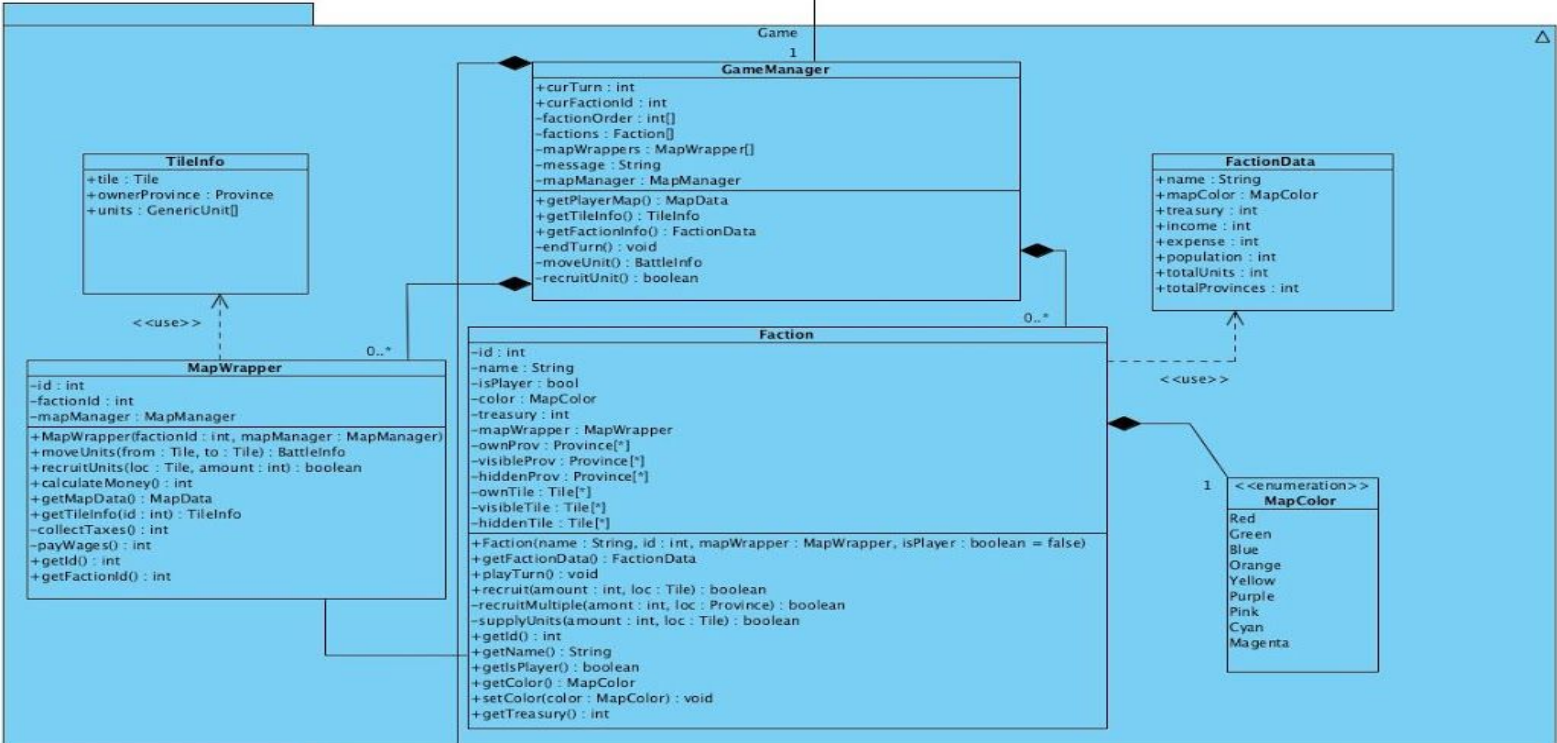 Game
1
GameManager
+curTurn : int
+curFactionId : int
-factionOrder : int[]
-factions : Faction[]
-mapWrappers : MapWrapper[]
-message : String
-mapManager : MapManager
+getPlayerMap() : MapData
+getTileInfo() : TileInfo
+getFactionInfo() : FactionData
-endTurn() : void
-moveUnit() : BattleInfo
-recruitUnit() : boolean
TileInfo
+tile : Tile
+ownerProvince : Province
+units : GenericUnit[]
FactionData
+name : String
+mapColor : MapColor
+treasury : int
+income : int
+expense : int
+population : int
+totalUnits : int
+totalProvinces : int
<<use>>
0..*
0..*
<<use>>
MapWrapper
-id : int
-factionId : int
-mapManager : MapManager
+MapWrapper(factionId : int, mapManager : MapManager)
+moveUnits(from : Tile, to : Tile) : BattleInfo
+recruitUnits(loc : Tile, amount : int) : boolean
+calculateMoney() : int
+getMapData() : MapData
+getTileInfo(id : int) : TileInfo
-collectTaxes() : int
-payWages() : int
+getId() : int
+getFactionId() : int
Faction
-id : int
-name : String
-isPlayer : bool
-color : MapColor
-treasury : int
-mapWrapper : MapWrapper
-ownProv : Province[*]
-visibleProv : Province[*]
-hiddenProv : Province[*]
-ownTile : Tile[*]
-visibleTile : Tile[*]
-hiddenTile : Tile[*]
+Faction(name : String, id : int, mapWrapper : MapWrapper, isPlayer : boolean = false)
+getFactionData() : FactionData
+playTurn() : void
+recruit(amount : int, loc : Tile) : boolean
-recruitMultiple(amont : int, loc : Province) : boolean
-supplyUnits(amount : int, loc : Tile) : boolean
+getId() : int
+getName() : String
+getIsPlayer() : boolean
+getColor() : MapColor
+setColor(color : MapColor) : void
+getTreasury() : int
1
<<enumeration>>
MapColor
Red
Green
Blue
Orange
Yellow
Purple
Pink
Cyan
Magenta